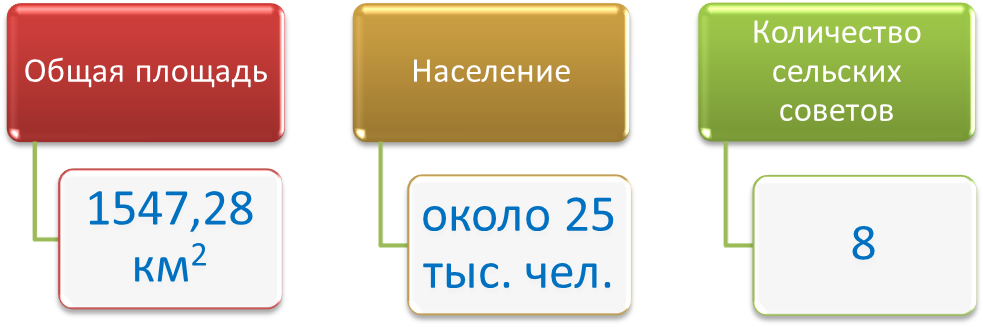 Общая площадь
1547,28
км²
Население
около 25
тыс. чел.
Количество
сельских
советов
8